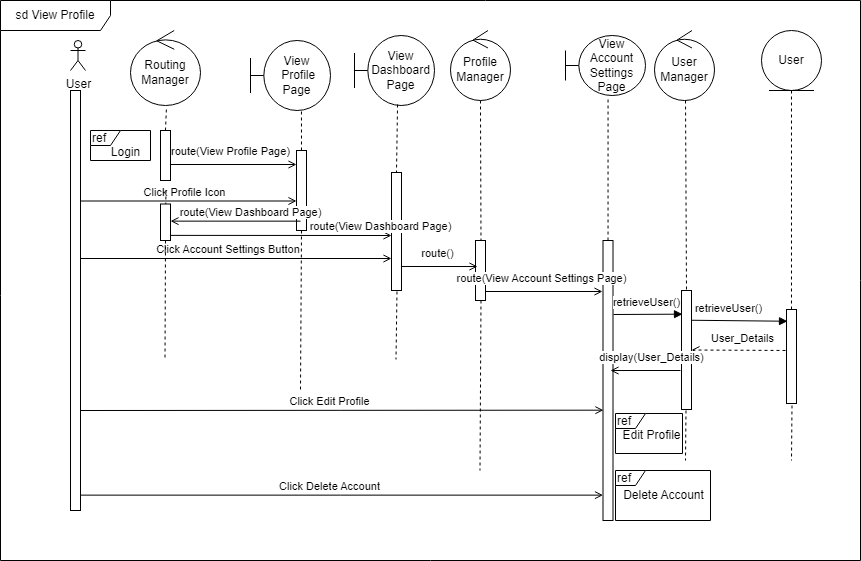 sd View Profile
User
Routing
Manager
View
Profile
Page
View
Dashboard
Page
Profile
Manager
View
Account
Settings
Page
User
Manager
User
ref
Login
route(View Profile Page)
Click Profile Icon
route(View Dashboard Page)
route(View Dashboard Page)
Click Account Settings Button
route()
route(View Account Settings Page)
retrieveUser()
retrieveUser()
User_Details
display(User_Details)
Click Edit Profile
ref
Edit Profile
Click Delete Account
ref
Delete Account